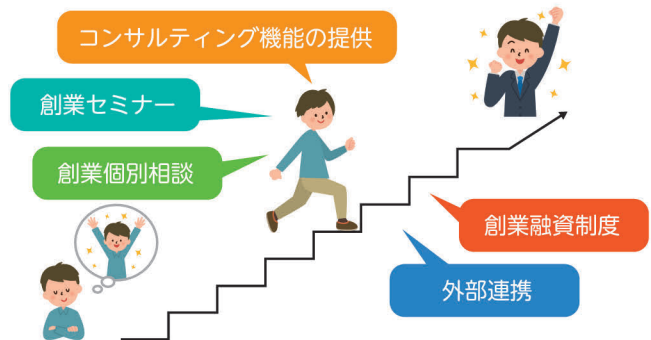 コンサルティング機能の提供
創業セミナー
創業個別相談
創業融資制度
外部連携